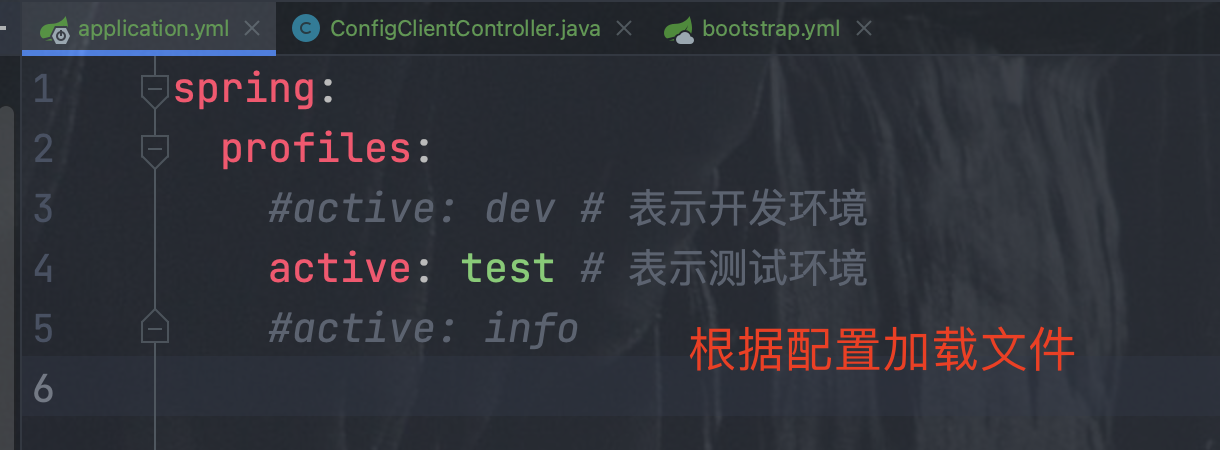 application.yml ConfigClientController.java bootstrap.yml
1 spring:
2 profiles:
3 #active: dev # 表示开发环境
4 active: test # 表示测试环境
5 #active: info
根据配置加载文件
6